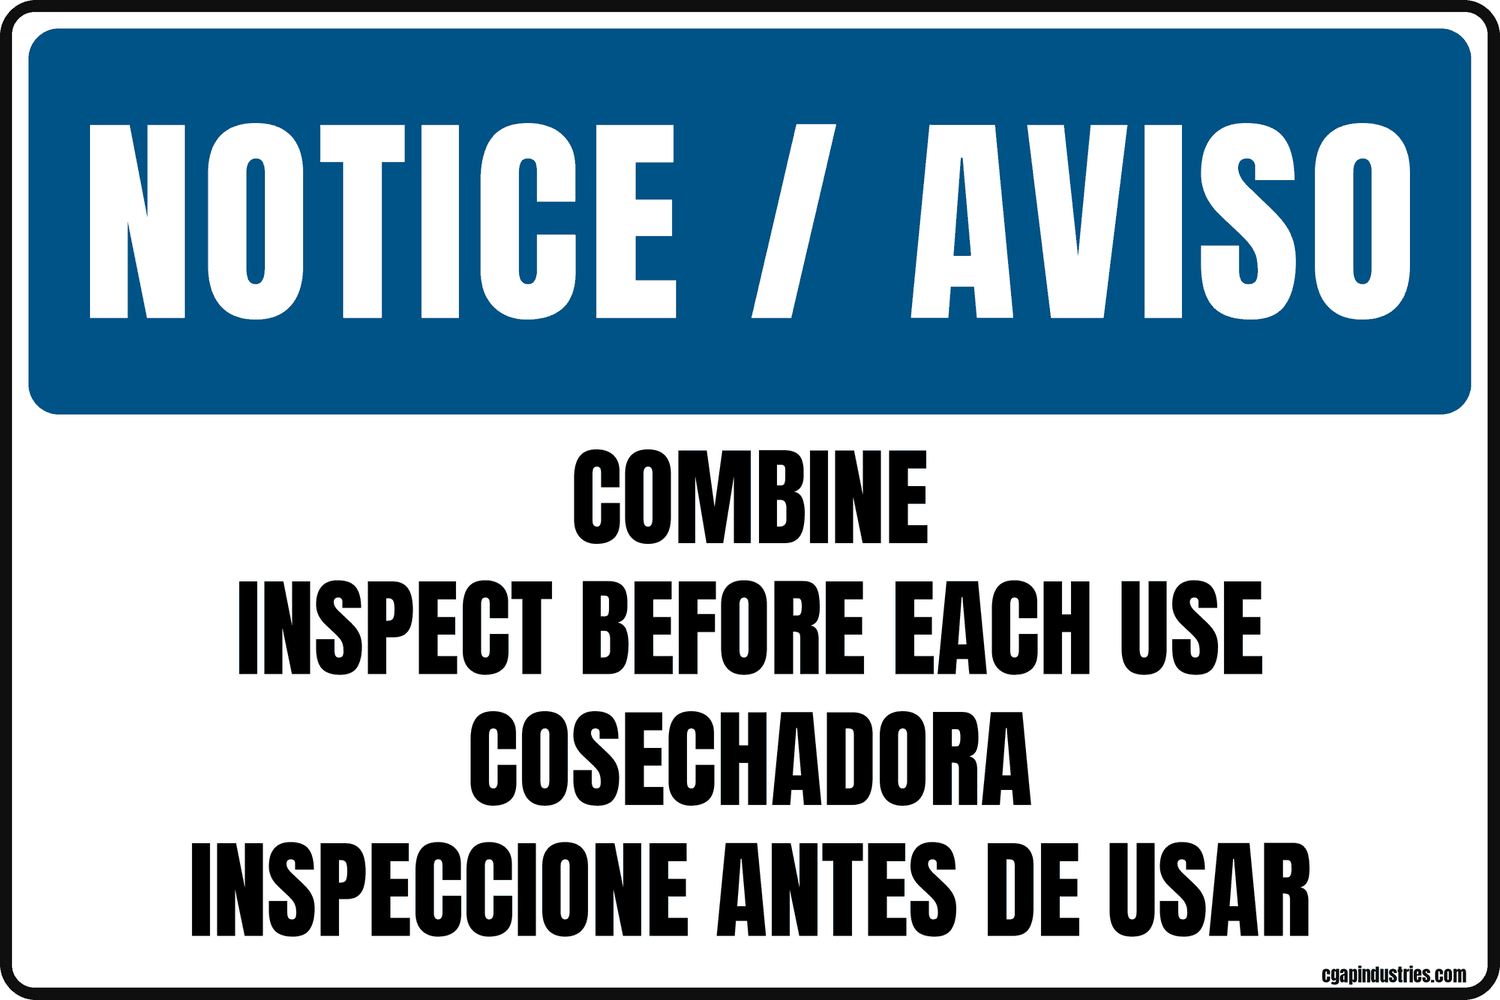 NOTICE / AVISO
COMBINE
INSPECT BEFORE EACH USE
COSECHADORA
INSPECCIONE ANTES DE USAR
cgapindustries.com